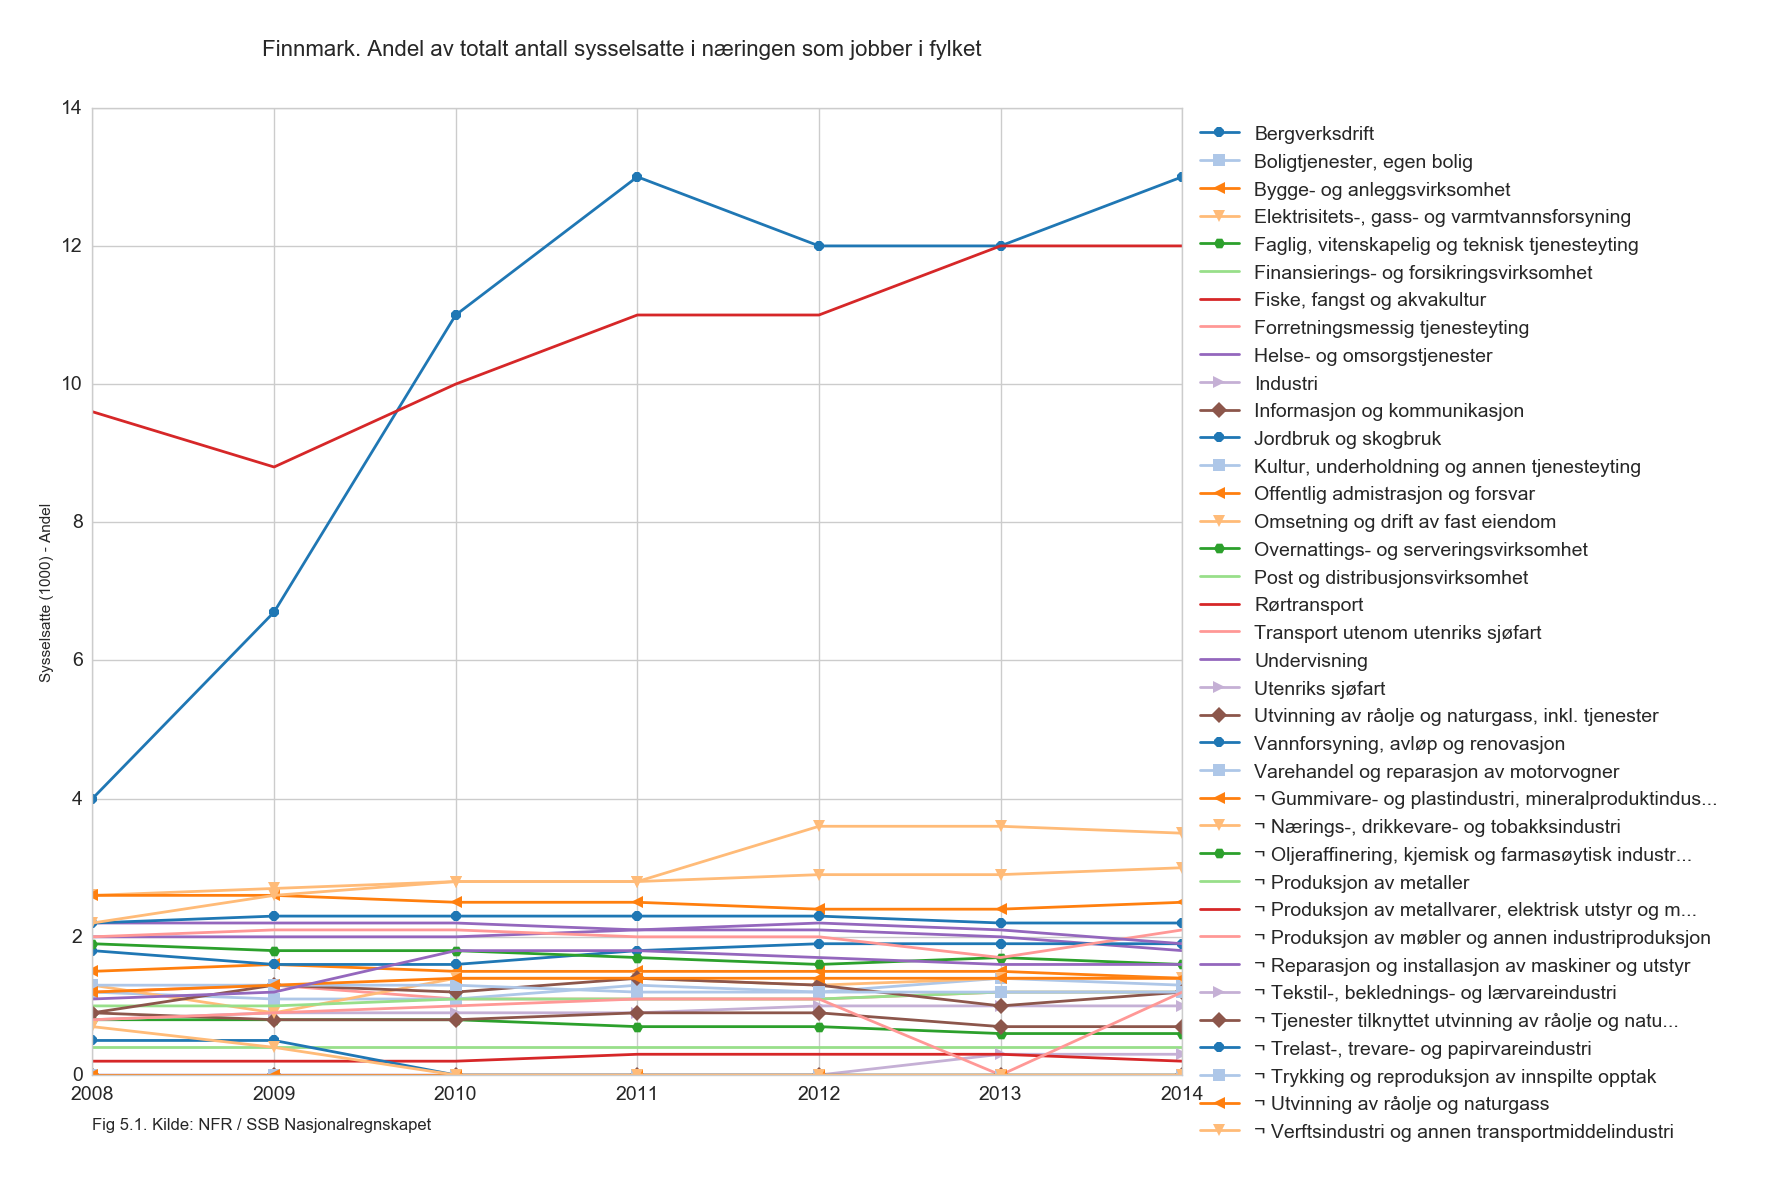 Finnmark. Andel av totalt antall sysselsatte i næringen som jobber i fylket
14
12
10
8
6
4
2
0
Sysselsatte (1000) - Andel
2008 2009 2010 2011 2012 2013 2014
Fig 5.1. Kilde: NFR / SSB Nasjonalregnskapet
Bergverksdrift
Boligtjenester, egen bolig
Bygge- og anleggsvirksomhet
Elektrisitets-, gass- og varmtvannsforsyning
Faglig, vitenskapelig og teknisk tjenesteyting
Finansierings- og forsikringsvirksomhet
Fiske, fangst og akvakultur
Forretningsmessig tjenesteyting
Helse- og omsorgstjenester
Industri
Informasjon og kommunikasjon
Jordbruk og skogbruk
Kultur, underholdning og annen tjenesteyting
Offentlig admistrasjon og forsvar
Omsetning og drift av fast eiendom
Overnattings- og serveringsvirksomhet
Post og distribusjonsvirksomhet
Rørtransport
Transport utenom utenriks sjøfart
Undervisning
Utenriks sjøfart
Utvinning av råolje og naturgass, inkl. tjenester
Vannforsyning, avløp og renovasjon
Varehandel og reparasjon av motorvogner
¬ Gummivare- og plastindustri, mineralproduktindus...
¬ Nærings-, drikkevare- og tobakksindustri
¬ Oljeraffinering, kjemisk og farmasøytisk industr...
¬ Produksjon av metaller
¬ Produksjon av metallvarer, elektrisk utstyr og m...
¬ Produksjon av møbler og annen industriproduksjon
¬ Reparasjon og installasjon av maskiner og utstyr
¬ Tekstil-, beklednings- og lærvareindustri
¬ Tjenester tilknyttet utvinning av råolje og natu...
¬ Trelast-, trevare- og papirvareindustri
¬ Trykking og reproduksjon av innspilte opptak
¬ Utvinning av råolje og naturgass
¬ Verftsindustri og annen transportmiddelindustri